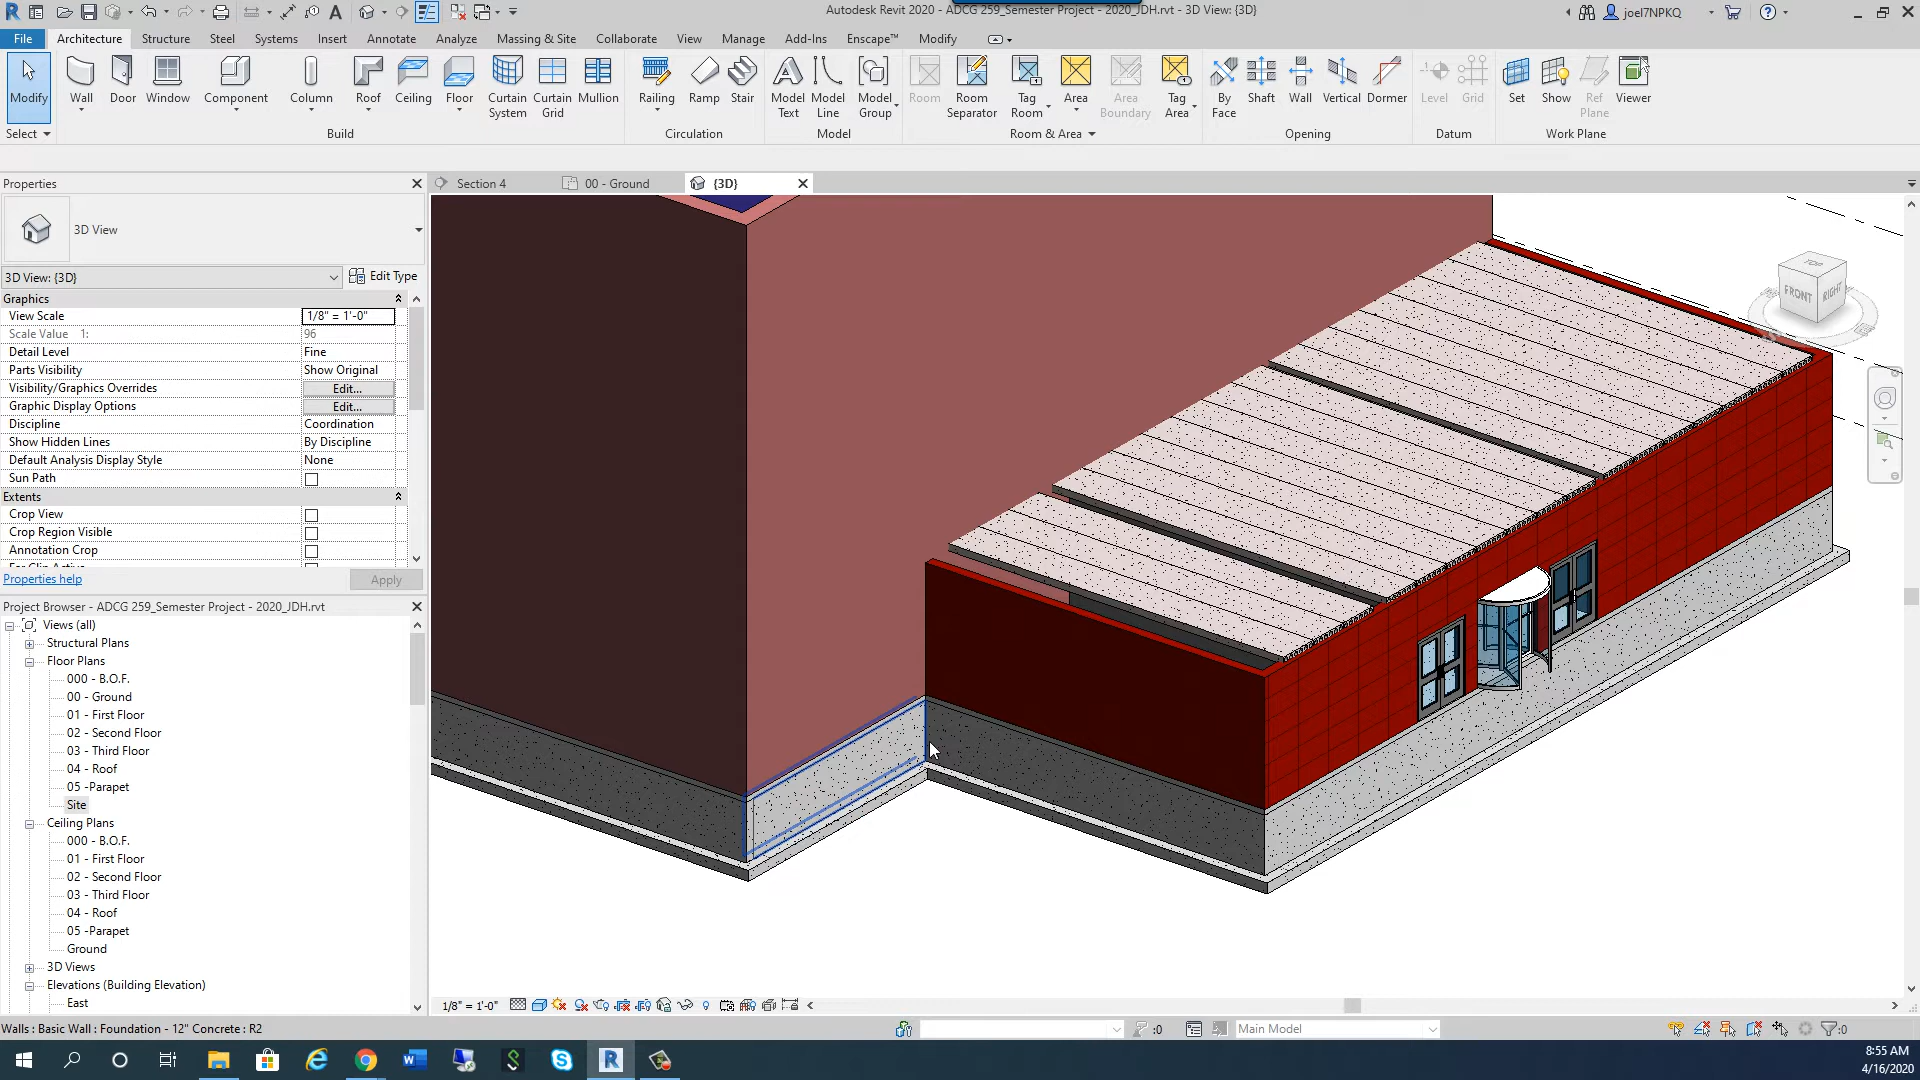 Autodesk Revit 2020 - ADCG 259_Semester Project - 2020_JDH.rvt - 3D View: {3D}
joel7NPKQ
File Architecture Structure Steel Systems Insert Annotate Analyze Massing & Site Collaborate View Manage Add-Ins Enscape™ Modify
Modify Wall Door Window Component Column Roof Ceiling Floor Curtain System Curtain Grid Mullion Railing Ramp Stair Model Text Model Line Model Group Room Room Separator Tag Room Area Area Boundary Tag Area By Face Shaft Wall Vertical Dormer Level Grid Set Show Ref Plane Viewer
Select Build Circulation Model Room & Area Opening Datum Work Plane
Properties
Section 4 00 - Ground {3D}
3D View
3D View: {3D} Edit Type
Graphics
View Scale 1/8" = 1'-0"
Scale Value 1: 96
Detail Level Fine
Parts Visibility Show Original
Visibility/Graphics Overrides Edit...
Graphic Display Options Edit...
Discipline Coordination
Show Hidden Lines By Discipline
Default Analysis Display Style None
Sun Path
Extents
Crop View
Crop Region Visible
Annotation Crop
Properties help Apply
Project Browser - ADCG 259_Semester Project - 2020_JDH.rvt
Views (all)
Structural Plans
Floor Plans
000 - B.O.F.
00 - Ground
01 - First Floor
02 - Second Floor
03 - Third Floor
04 - Roof
05 -Parapet
Site
Ceiling Plans
000 - B.O.F.
01 - First Floor
02 - Second Floor
03 - Third Floor
04 - Roof
05 -Parapet
Ground
3D Views
Elevations (Building Elevation)
East
TOP
FRONT RIGHT
1/8" = 1'-0"
Walls : Basic Wall : Foundation - 12" Concrete : R2
:0 Main Model :0
8:55 AM
4/16/2020